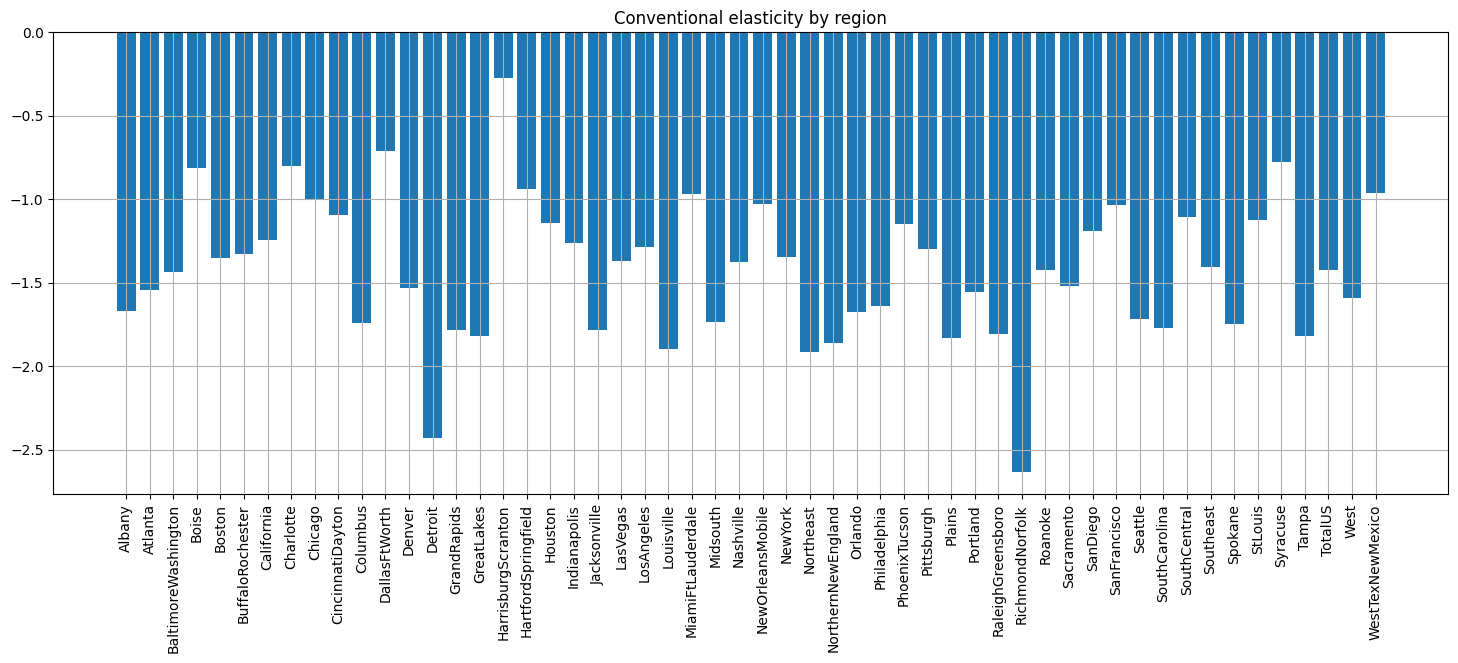 Conventional elasticity by region
0.0
−0.5
−1.0
−1.5
−2.0
−2.5
Albany
Atlanta
BaltimoreWashington
Boise
Boston
BuffaloRochester
California
Charlotte
Chicago
CincinnatiDayton
Columbus
DallasFtWorth
Denver
Detroit
GrandRapids
GreatLakes
HarrisburgScranton
HartfordSpringfield
Houston
Indianapolis
Jacksonville
LasVegas
LosAngeles
Louisville
MiamiFtLauderdale
Midsouth
Nashville
NewOrleansMobile
NewYork
Northeast
NorthernNewEngland
Orlando
Philadelphia
PhoenixTucson
Pittsburgh
Plains
Portland
RaleighGreensboro
RichmondNorfolk
Roanoke
Sacramento
SanDiego
SanFrancisco
Seattle
SouthCarolina
SouthCentral
Southeast
Spokane
StLouis
Syracuse
Tampa
TotalUS
West
WestTexNewMexico